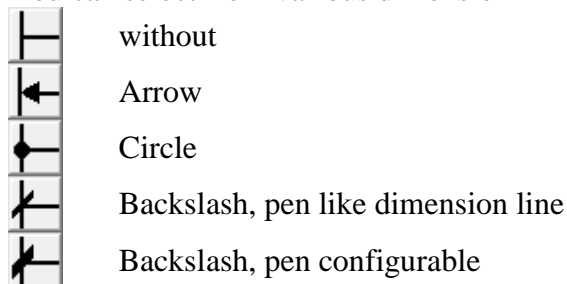 without
Arrow
Circle
Backslash, pen like dimension line
Backslash, pen configurable